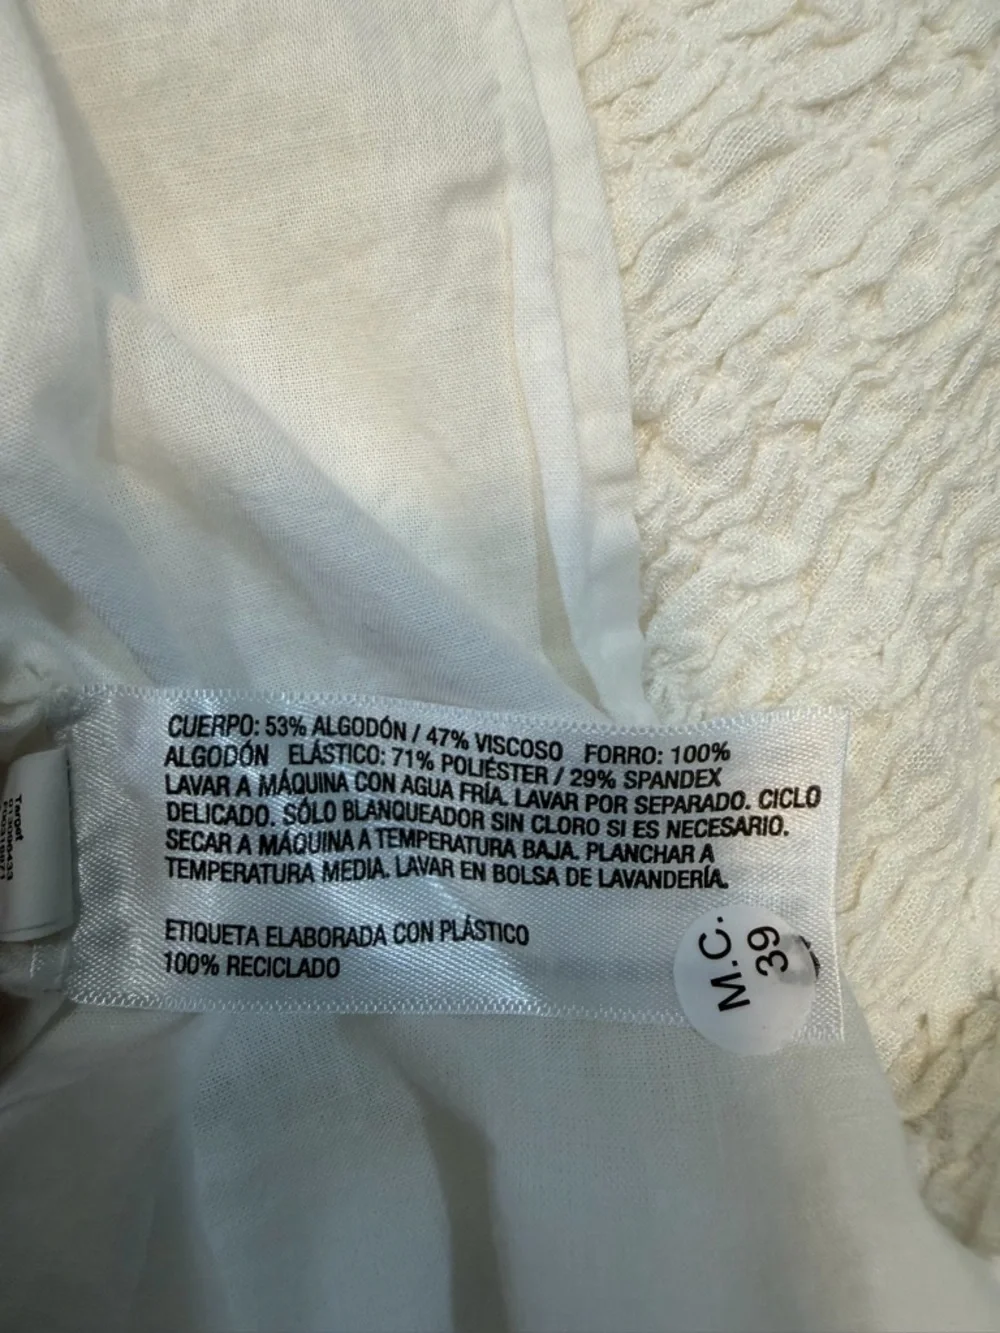 CUERPO: 53% ALGODÓN / 47% VISCOSO FORRO: 100%
ALGODÓN ELÁSTICO: 71% POLIÉSTER / 29% SPANDEX
LAVAR A MÁQUINA CON AGUA FRÍA. LAVAR POR SEPARADO. CICLO
DELICADO. SÓLO BLANQUEADOR SIN CLORO SI ES NECESARIO.
SECAR A MÁQUINA A TEMPERATURA BAJA. PLANCHAR A
TEMPERATURA MEDIA. LAVAR EN BOLSA DE LAVANDERÍA.
ETIQUETA ELABORADA CON PLÁSTICO
100% RECICLADO
M.C.
39
Target